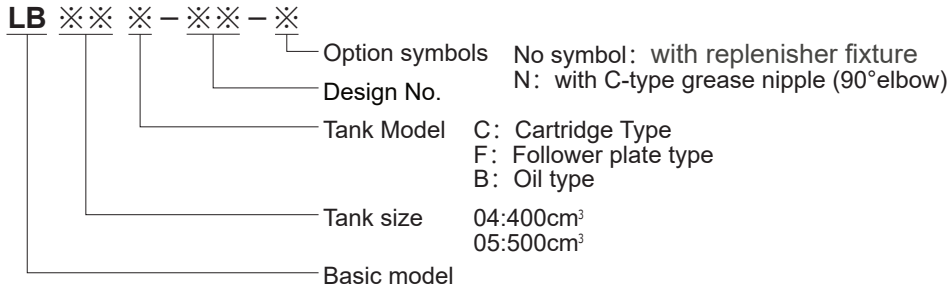 LB ※※ ※-※※-※
Option symbols No symbol： with replenisher fixture
N： with C-type grease nipple (90°elbow)
Design No.
Tank Model C： Cartridge Type
F： Follower plate type
B： Oil type
Tank size 04:400cm³
05:500cm³
Basic model